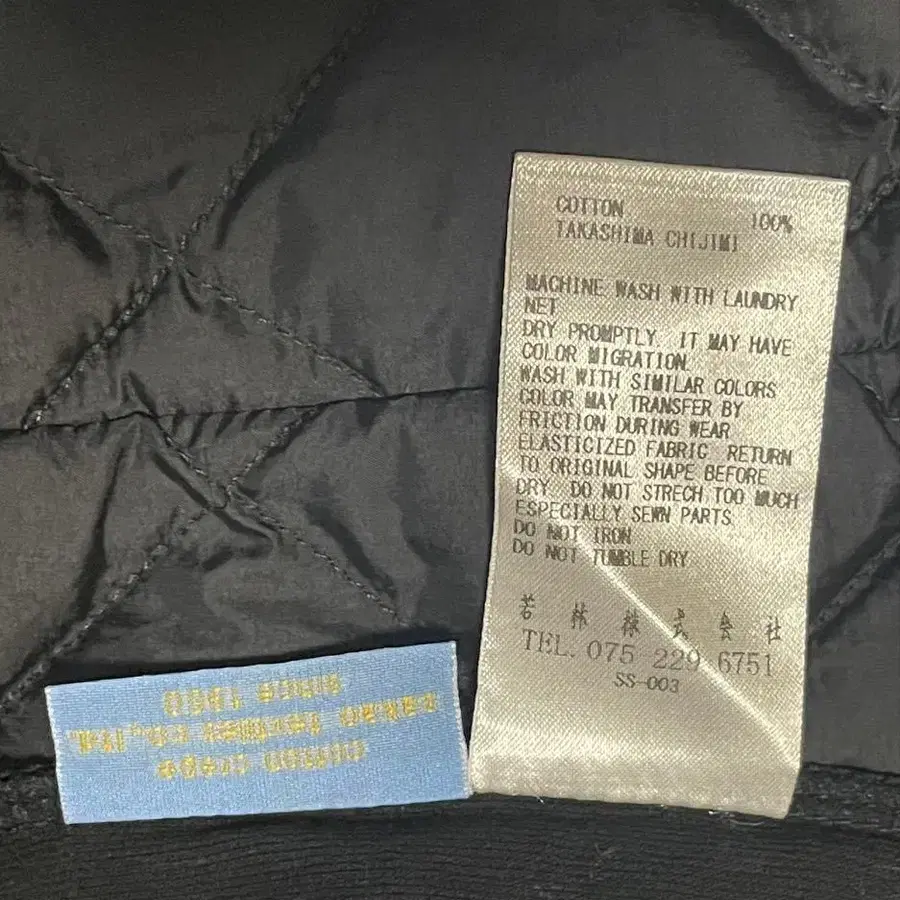 COTTON 100%
TAKASHIMA CHIJIMI
MACHINE WASH WITH LAUNDRY
NET
DRY PROMPTLY. IT MAY HAVE
COLOR MIGRATION.
WASH WITH SIMILAR COLORS
COLOR MAY TRANSFER BY
FRICTION DURING WEAR
ELASTICIZED FABRIC RETURN
TO ORIGINAL SHAPE BEFORE
DRY. DO NOT STRECH TOO MUCH
ESPECIALLY SEWN PARTS.
DO NOT IRON
DO NOT TUMBLE DRY
若林株式会社
TEL. 075 229 6751
SS-003